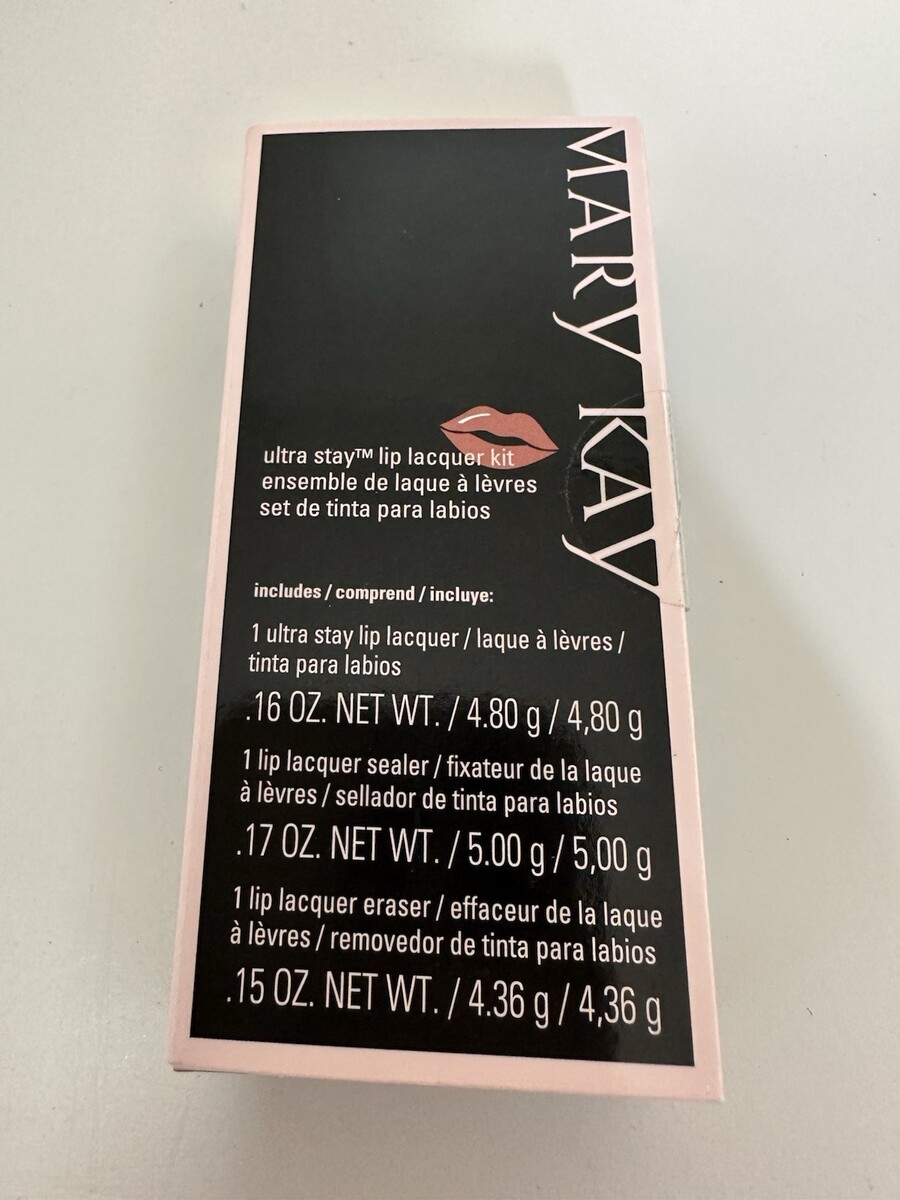 MARY KAY
ultra stay™ lip lacquer kit
ensemble de laque à lèvres
set de tinta para labios
includes / comprend / incluye:
1 ultra stay lip lacquer / laque à lèvres /
tinta para labios
.16 OZ. NET WT. / 4.80 g / 4,80 g
1 lip lacquer sealer / fixateur de la laque
à lèvres / sellador de tinta para labios
.17 OZ. NET WT. / 5.00 g / 5,00 g
1 lip lacquer eraser / effaceur de la laque
à lèvres / removedor de tinta para labios
.15 OZ. NET WT. / 4.36 g / 4,36 g